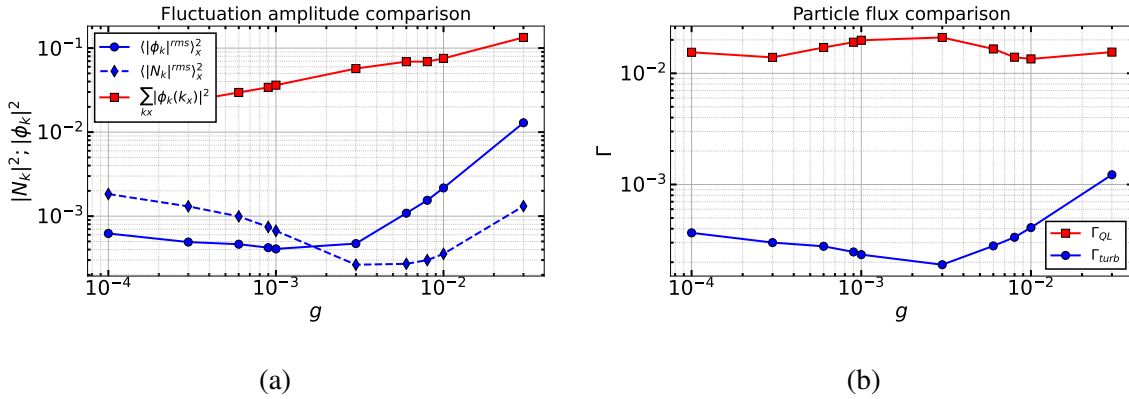 Fluctuation amplitude comparison
10^{-1}
10^{-2}
10^{-3}
|N_k|^2; |ϕ_k|^2
⟨|ϕ_k|^{rms}⟩_x^2
⟨|N_k|^{rms}⟩_x^2
∑_{kx} |ϕ_k(k_x)|^2
10^{-4} 10^{-3} 10^{-2}
g
(a)
Particle flux comparison
10^{-2}
10^{-3}
Γ
Γ_{QL}
Γ_{turb}
10^{-4} 10^{-3} 10^{-2}
g
(b)